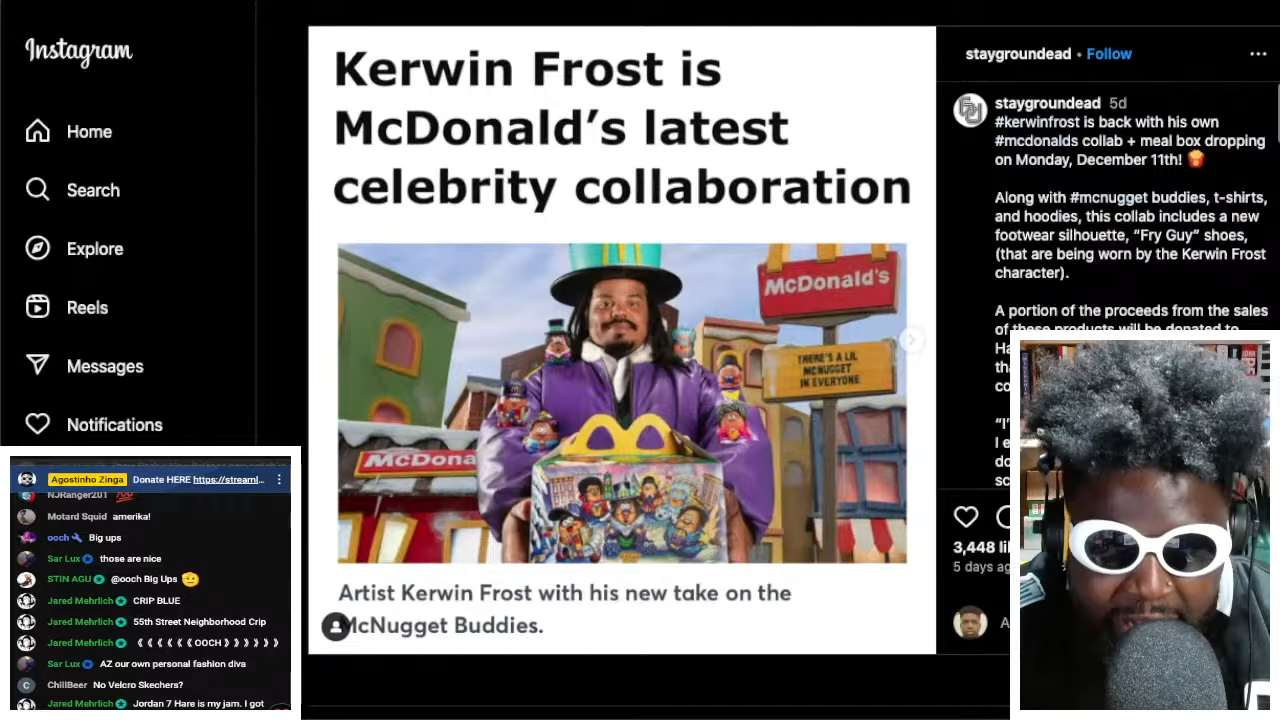 Instagram
Home
Search
Explore
Reels
Messages
Notifications
Kerwin Frost is
McDonald’s latest
celebrity collaboration
McDonald's
THERE'S A LIL
MCNUGGET
IN EVERYONE
McDona
Artist Kerwin Frost with his new take on the
McNugget Buddies.
staygroundead • Follow
staygroundead 5d
#kerwinfrost is back with his own
#mcdonalds collab + meal box dropping
on Monday, December 11th! 🍟
Along with #mcnugget buddies, t-shirts,
and hoodies, this collab includes a new
footwear silhouette, “Fry Guy” shoes,
(that are being worn by the Kerwin Frost
character).
A portion of the proceeds from the sales
of these products will be donated to
Ha
tha
co
“I’
I e
do
sc
3,448 li
5 days ag
A
Agostinho Zinga Donate HERE https://streaml...
NJRanger201 💯
Motard Squid amerika!
ooch Big ups
Sar Lux those are nice
STIN AGU @ooch Big Ups 🫡
Jared Mehrlich CRIP BLUE
Jared Mehrlich 55th Street Neighborhood Crip
Jared Mehrlich 《《《《《《OOCH》》》》》》
Sar Lux AZ our own personal fashion diva
C ChillBeer No Velcro Skechers?
Jared Mehrlich Jordan 7 Hare is my jam. I got